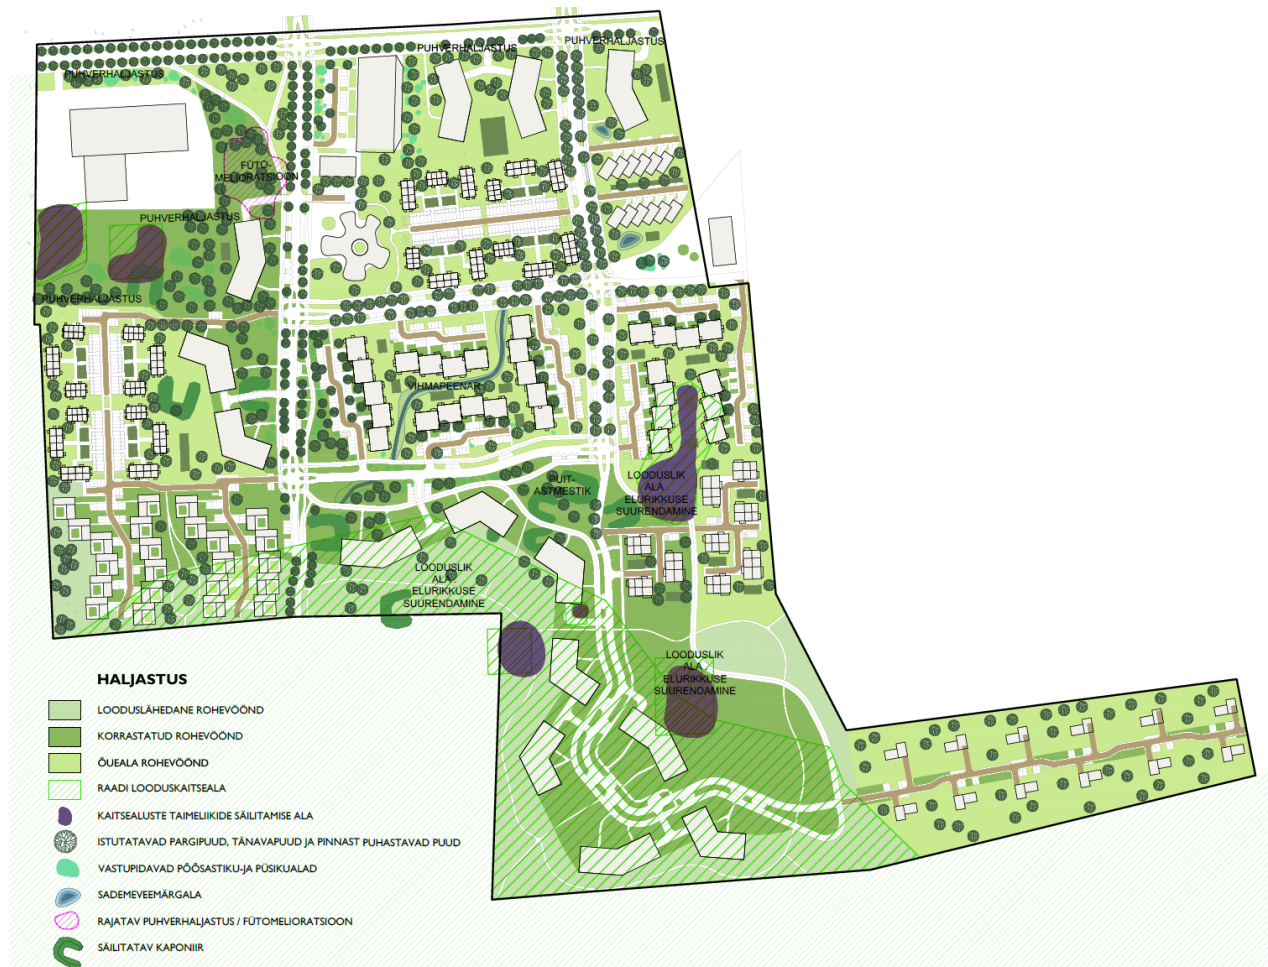 PUHVERHALJASTUS
PUHVERHALJASTUS
PUHVERHALJASTUS
FÜTO-
MELIORATSIOON
PUHVERHALJASTUS
PUHVERHALJASTUS
VIHMAPEENAR
PUIT-
ASTMESTIK
LOODUSLIK
ALA -
ELURIKKUSE
SUURENDAMINE
LOODUSLIK
ALA -
ELURIKKUSE
SUURENDAMINE
LOODUSLIK
ALA -
ELURIKKUSE
SUURENDAMINE
HALJASTUS
LOODUSLÄHEDANE ROHEVÖÖND
KORRASTATUD ROHEVÖÖND
ÕUEALA ROHEVÖÖND
RAADI LOODUSKAITSEALA
KAITSEALUSTE TAIMELIIKIDE SÄILITAMISE ALA
ISTUTATAVAD PARGIPUUD, TÄNAVAPUUD JA PINNAST PUHASTAVAD PUUD
VASTUPIDAVAD PÕÕSASTIKU-JA PÜSIKUALAD
SADEMEVEEMÄRGALA
RAJATAV PUHVERHALJASTUS / FÜTOMELIORATSIOON
SÄILITATAV KAPONIIR